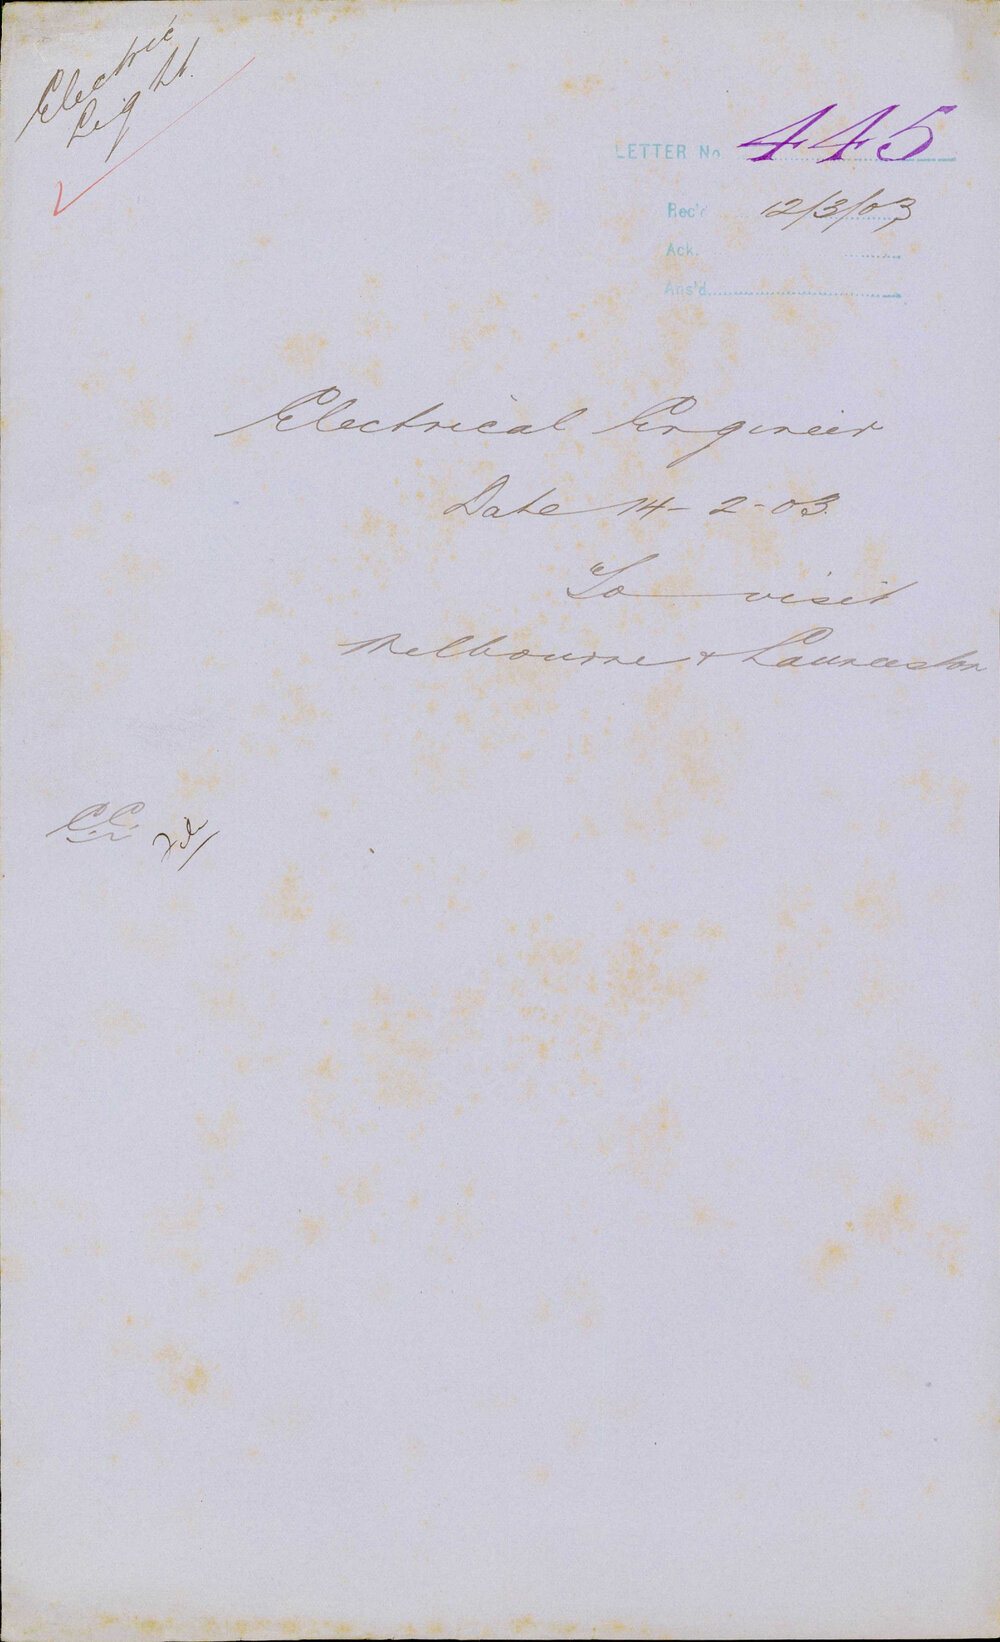 Electric
Light.
LETTER No. 445
Rec'd 12/3/03
Ack.
Ans'd
Electrical Engineer
Date 14-2-03.
To visit
Melbourne & Launceston